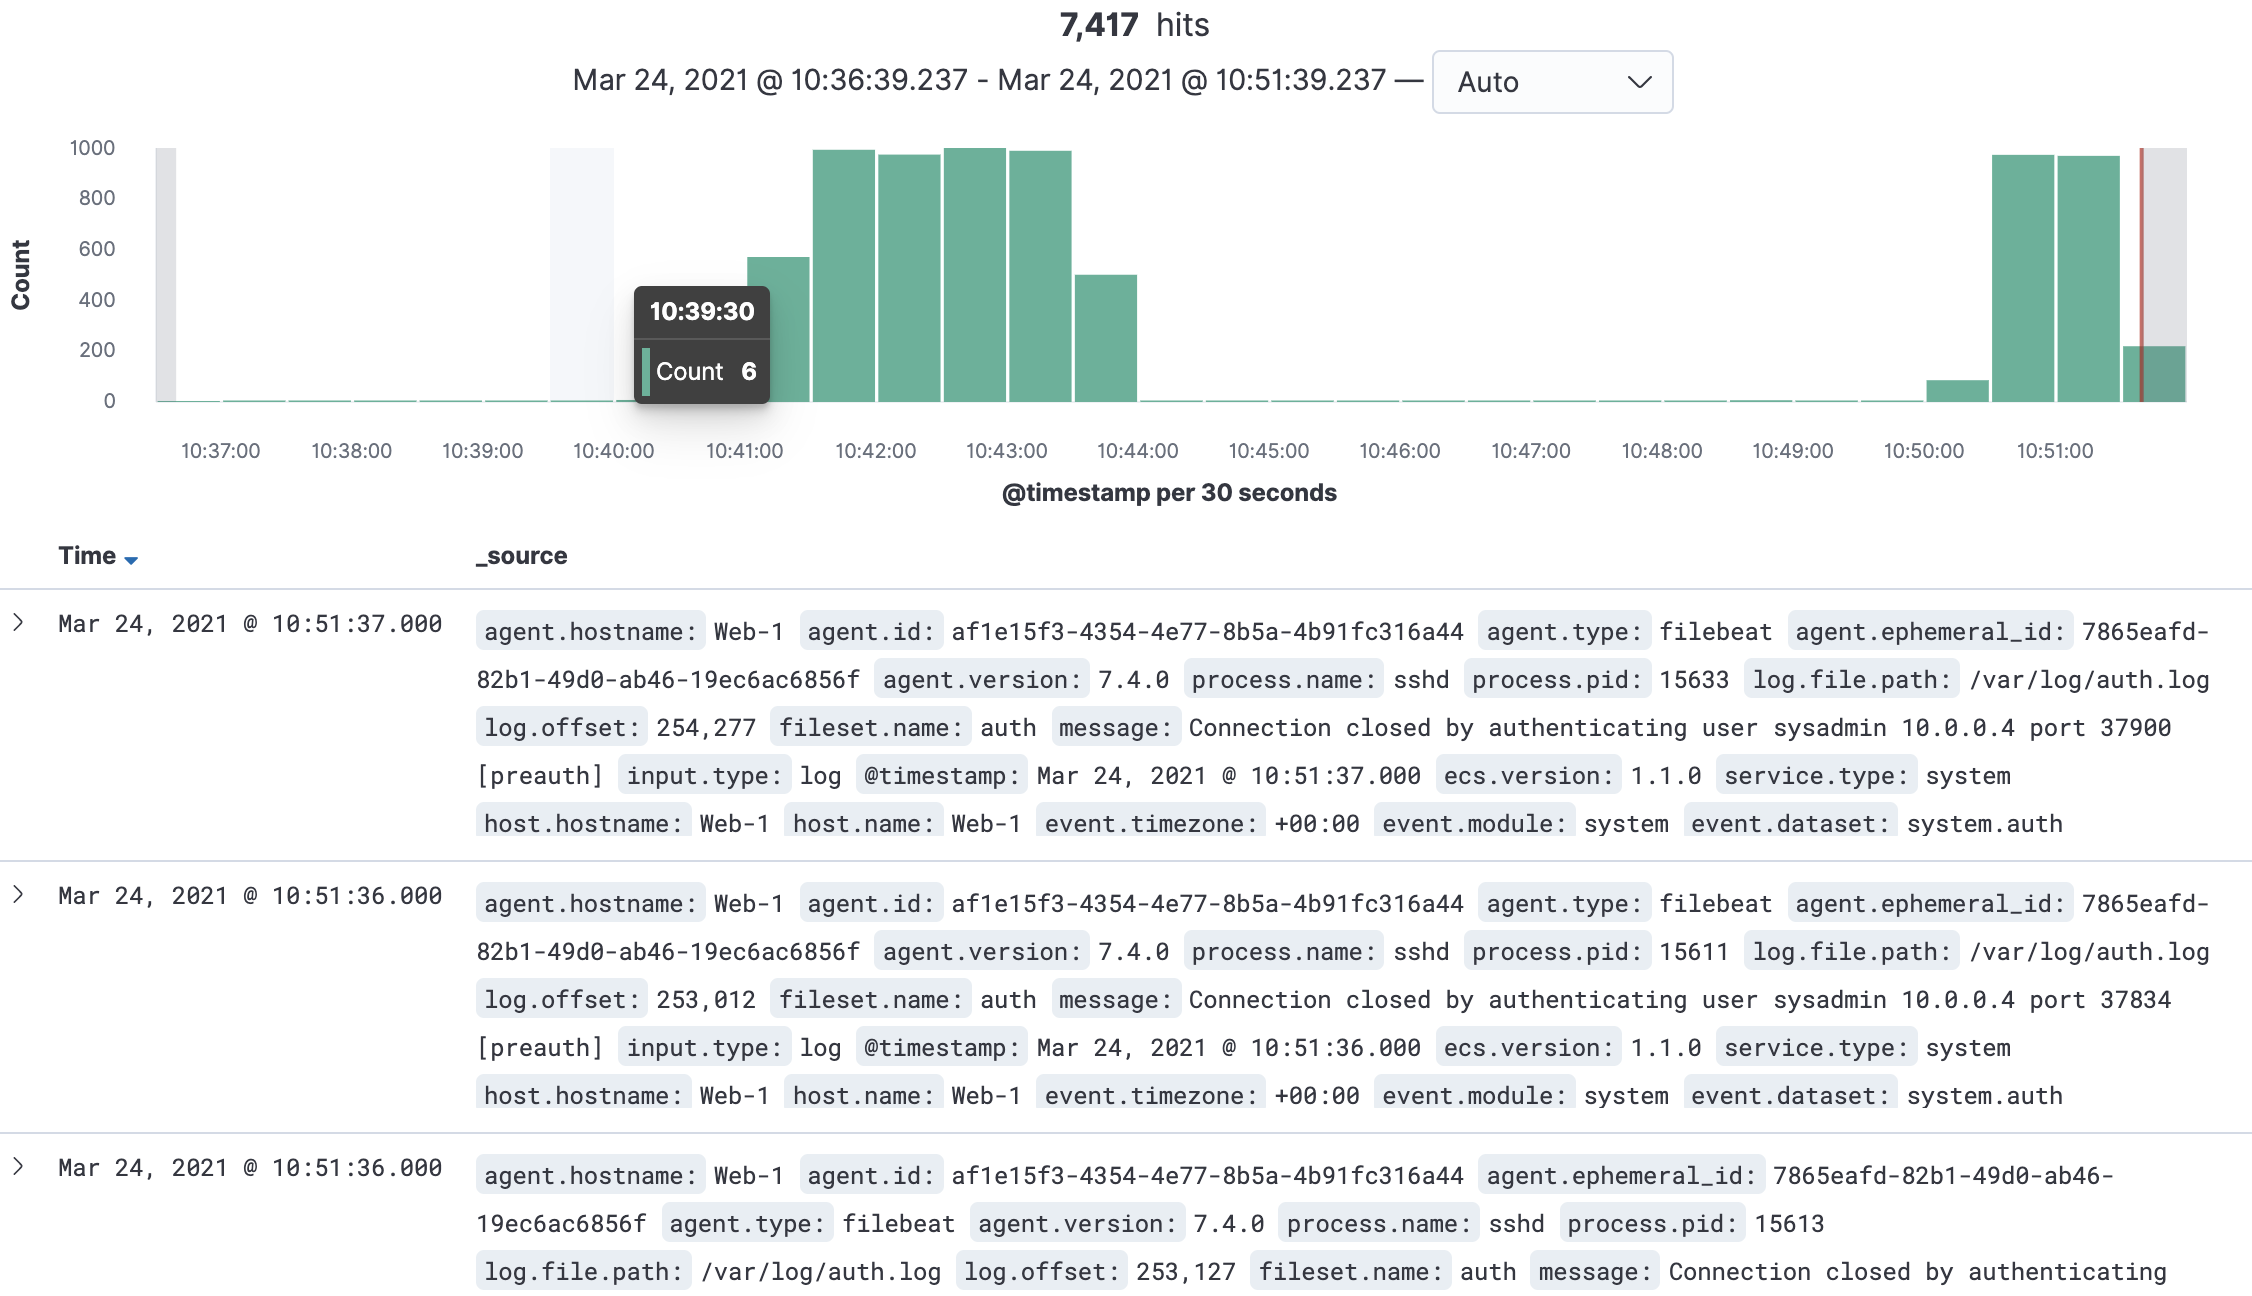 7,417 hits
Mar 24, 2021 @ 10:36:39.237 - Mar 24, 2021 @ 10:51:39.237 — Auto
Count
1000
800
600
400
200
0
10:39:30
Count 6
10:37:00 10:38:00 10:39:00 10:40:00 10:41:00 10:42:00 10:43:00 10:44:00 10:45:00 10:46:00 10:47:00 10:48:00 10:49:00 10:50:00 10:51:00
@timestamp per 30 seconds
Time _source
Mar 24, 2021 @ 10:51:37.000 agent.hostname: Web-1 agent.id: af1e15f3-4354-4e77-8b5a-4b91fc316a44 agent.type: filebeat agent.ephemeral_id: 7865eafd-
82b1-49d0-ab46-19ec6ac6856f agent.version: 7.4.0 process.name: sshd process.pid: 15633 log.file.path: /var/log/auth.log
log.offset: 254,277 fileset.name: auth message: Connection closed by authenticating user sysadmin 10.0.0.4 port 37900
[preauth] input.type: log @timestamp: Mar 24, 2021 @ 10:51:37.000 ecs.version: 1.1.0 service.type: system
host.hostname: Web-1 host.name: Web-1 event.timezone: +00:00 event.module: system event.dataset: system.auth
Mar 24, 2021 @ 10:51:36.000 agent.hostname: Web-1 agent.id: af1e15f3-4354-4e77-8b5a-4b91fc316a44 agent.type: filebeat agent.ephemeral_id: 7865eafd-
82b1-49d0-ab46-19ec6ac6856f agent.version: 7.4.0 process.name: sshd process.pid: 15611 log.file.path: /var/log/auth.log
log.offset: 253,012 fileset.name: auth message: Connection closed by authenticating user sysadmin 10.0.0.4 port 37834
[preauth] input.type: log @timestamp: Mar 24, 2021 @ 10:51:36.000 ecs.version: 1.1.0 service.type: system
host.hostname: Web-1 host.name: Web-1 event.timezone: +00:00 event.module: system event.dataset: system.auth
Mar 24, 2021 @ 10:51:36.000 agent.hostname: Web-1 agent.id: af1e15f3-4354-4e77-8b5a-4b91fc316a44 agent.ephemeral_id: 7865eafd-82b1-49d0-ab46-
19ec6ac6856f agent.type: filebeat agent.version: 7.4.0 process.name: sshd process.pid: 15613
log.file.path: /var/log/auth.log log.offset: 253,127 fileset.name: auth message: Connection closed by authenticating